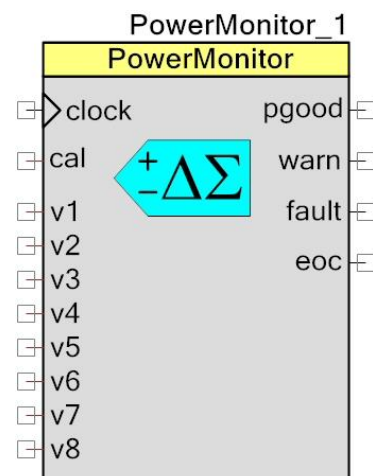 PowerMonitor_1
PowerMonitor
clock pgood
cal +−ΔΣ warn
v1 fault
v2 eoc
v3
v4
v5
v6
v7
v8